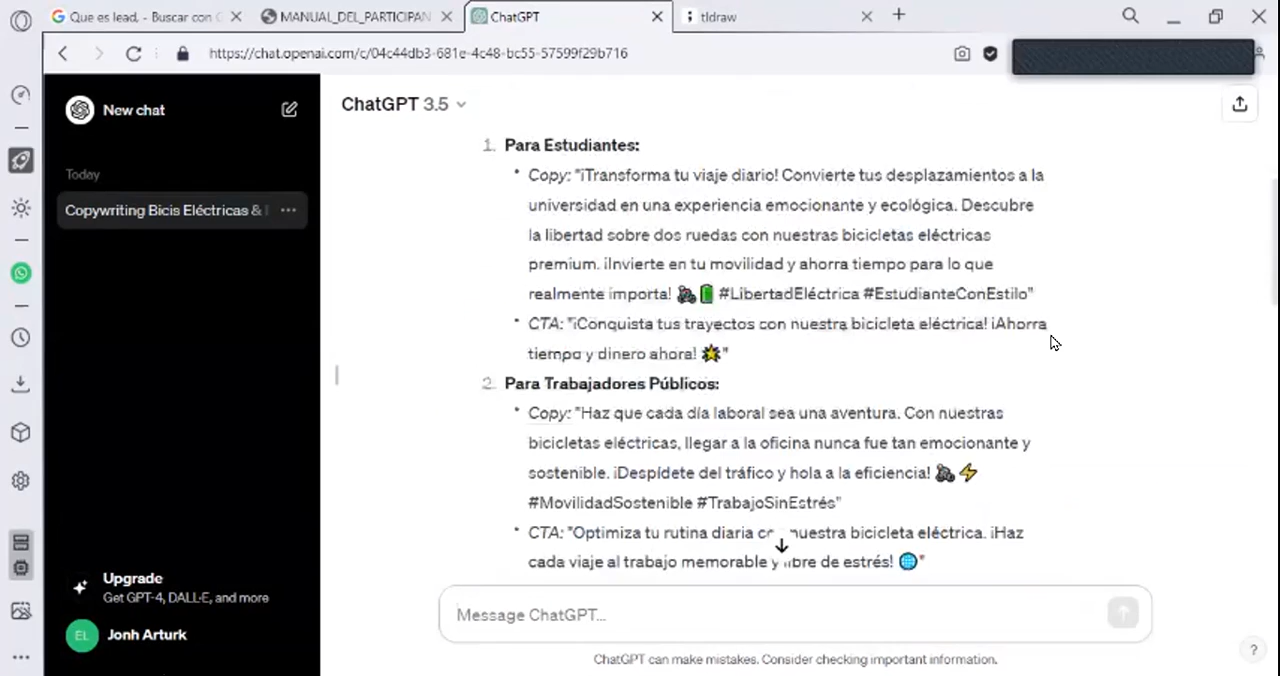 Que es lead, - Buscar con G
MANUAL_DEL_PARTICIPAN
ChatGPT
tldraw
https://chat.openai.com/c/04c44db3-681e-4c48-bc55-57599f29b716
New chat
Today
Copywriting Bicis Eléctricas &
ChatGPT 3.5
1. Para Estudiantes:
Copy: "¡Transforma tu viaje diario! Convierte tus desplazamientos a la
universidad en una experiencia emocionante y ecológica. Descubre
la libertad sobre dos ruedas con nuestras bicicletas eléctricas
premium. ¡Invierte en tu movilidad y ahorra tiempo para lo que
realmente importa! 🚲🔋 #LibertadEléctrica #EstudianteConEstilo"
CTA: "¡Conquista tus trayectos con nuestra bicicleta eléctrica! ¡Ahorra
tiempo y dinero ahora! 🌟"
2. Para Trabajadores Públicos:
Copy: "Haz que cada día laboral sea una aventura. Con nuestras
bicicletas eléctricas, llegar a la oficina nunca fue tan emocionante y
sostenible. ¡Despídete del tráfico y hola a la eficiencia! 🚲⚡
#MovilidadSostenible #TrabajoSinEstrés"
CTA: "Optimiza tu rutina diaria nuestra bicicleta eléctrica. ¡Haz
cada viaje al trabajo memorable y libre de estrés! 🌐"
Upgrade
Get GPT-4, DALL·E, and more
EL
Jonh Arturk
Message ChatGPT...
ChatGPT can make mistakes. Consider checking important information.
?